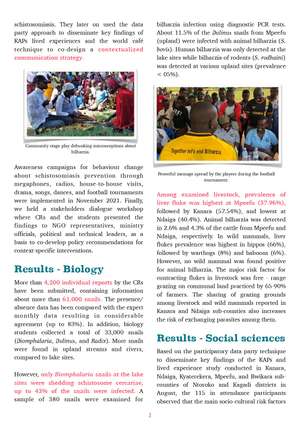 schistosomiasis. They later on used the data
party approach to disseminate key findings of
KAPs lived experiences and the world café
technique to co-design a contextualized
communication strategy
Community stage play debunking misconceptions about
bilharzia.
Awareness campaigns for behaviour change
about schistosomiasis prevention through
megaphones, radios, house-to-house visits,
drama, songs, dances, and football tournaments
were implemented in November 2021. Finally,
we held a stakeholders dialogue workshop
where CRs and the students presented the
findings to NGO representatives, ministry
officials, political and technical leaders, as a
basis to co-develop policy recommendations for
context-specific interventions.
Results - Biology
More than 4,200 individual reports by the CRs
have been submitted, containing information
about more than 61,000 snails. The presence/
absence data has been compared with the expert
monthly data resulting in considerable
agreement (up to 83%). In addition, biology
students collected a total of 33,000 snails
(Biomphalaria, Bulinus, and Radix). More snails
were found in upland streams and rivers,
compared to lake sites.
However, only Biomphalaria snails at the lake
sites were shedding schistosome cercariae,
up to 43% of the snails were infected. A
sample of 380 snails were examined for
bilharzia infection using diagnostic PCR tests.
About 11.5% of the Bulinus snails from Mpeefu
(upland) were infected with animal bilharzia (S.
bovis). Human bilharzia was only detected at the
lake sites while bilharzia of rodents (S. rodhaini)
was detected at various upland sites (prevalence
< .05%).
Together let's end Bilharzia
Powerful message spread by the players during the football
tournament.
Among examined livestock, prevalence of
liver fluke was highest at Mpeefu (57.96%),
followed by Kanara (57.54%), and lowest at
Ndaiga (40.4%). Animal bilharzia was detected
in 2.6% and 4.3% of the cattle from Mpeefu and
Ndaiga, respectively. In wild mammals, liver
flukes prevalence was highest in hippos (66%),
followed by warthogs (8%) and baboons (6%).
However, no wild mammal was found positive
for animal bilharzia. The major risk factor for
contracting flukes in livestock was free - range
grazing on communal land practiced by 65-90%
of farmers. The sharing of grazing grounds
among livestock and wild mammals reported in
Kanara and Ndaiga sub-counties also increases
the risk of exchanging parasites among them.
Results - Social sciences
Based on the participatory data party technique
to disseminate key findings of the KAPs and
lived experience study conducted in Kanara,
Ndaiga, Kyaterekera, Mpeefu, and Bwikara sub-
counties of Ntoroko and Kagadi districts in
August, the 115 in attendance participants
observed that the main socio-cultural risk factors
2